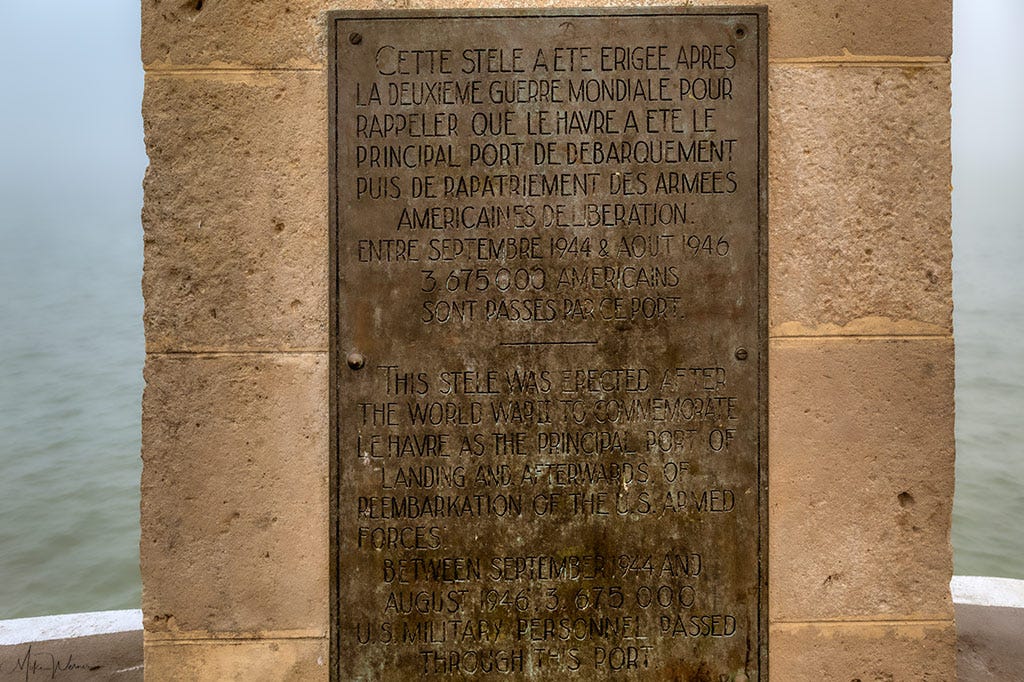 CETTE STELE A ETE ERIGEE APRES
LA DEUXIEME GUERRE MONDIALE POUR
RAPPELER QUE LE HAVRE A ETE LE
PRINCIPAL PORT DE DEBARQUEMENT
PUIS DE RAPATRIEMENT DES ARMEES
AMERICAINES DE LIBERATION:
ENTRE SEPTEMBRE 1944 & AOUT 1946
3.675 000 AMERICAINS
SONT PASSES PAR CE PORT.
THIS STELE WAS ERECTED AFTER
THE WORLD WAR II TO COMMEMORATE
LE HAVRE AS THE PRINCIPAL PORT OF
LANDING AND AFTERWARDS OF
REEMBARKATION OF THE U.S. ARMED
FORCES:
BETWEEN SEPTEMBER 1944 AND
AUGUST 1946, 3.675 000
U.S. MILITARY PERSONNEL PASSED
THROUGH THIS PORT.
Mike Werner